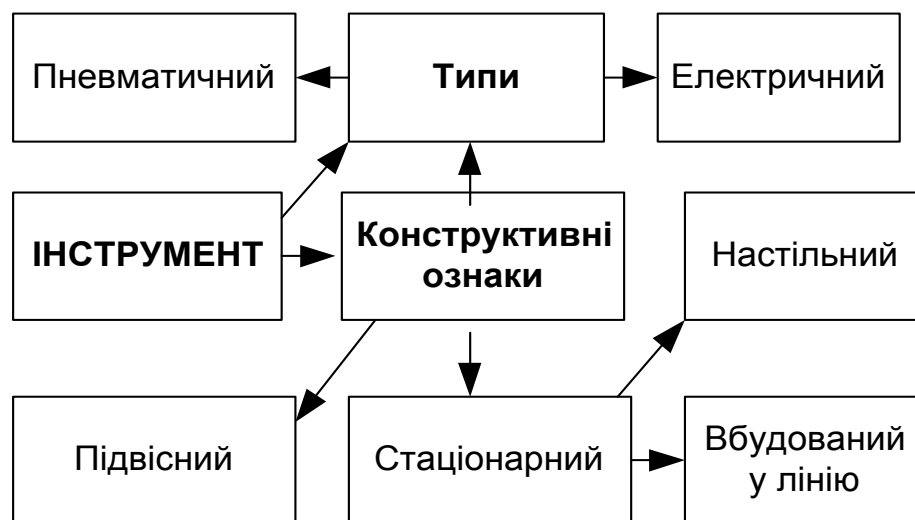 Пневматичний
Типи
Електричний
ІНСТРУМЕНТ
Конструктивні
ознаки
Настільний
Підвісний
Стаціонарний
Вбудований
у лінію